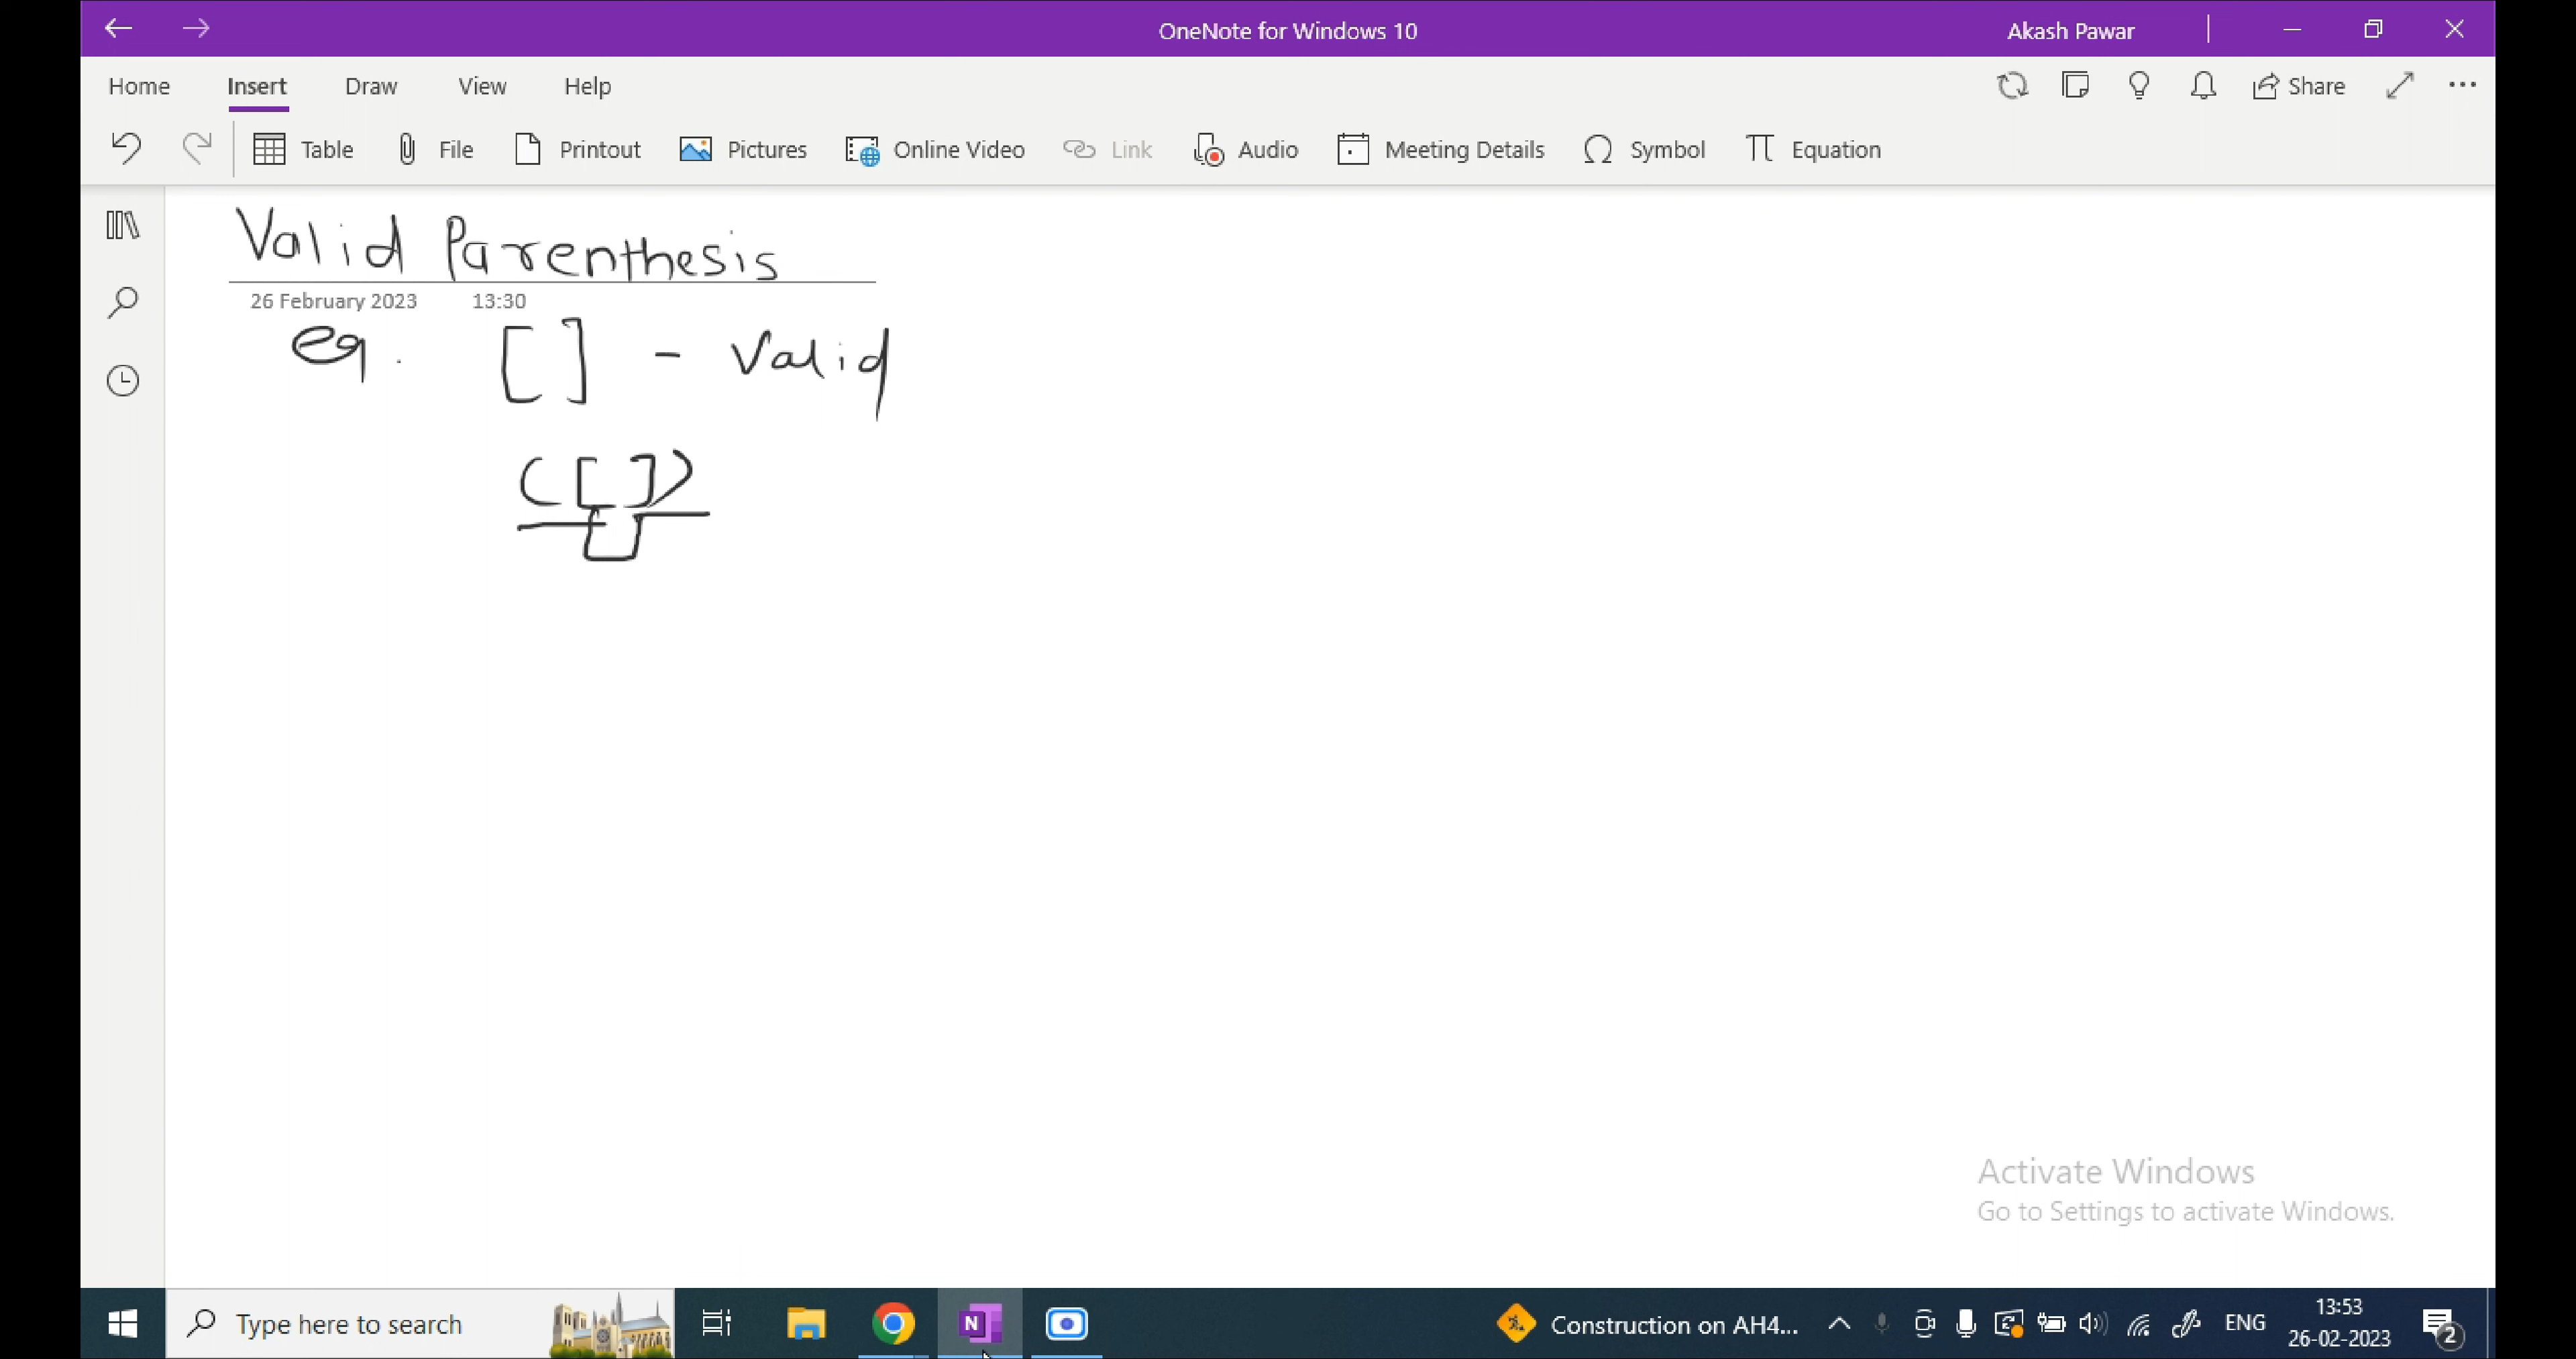 OneNote for Windows 10 Akash Pawar
Home Insert Draw View Help Share
Table File Printout Pictures Online Video Link Audio Meeting Details Symbol Equation
Valid Parenthesis
26 February 2023 13:30
eg. [ ] - Valid
( [ ] )
Activate Windows
Go to Settings to activate Windows.
Type here to search
Construction on AH4...
ENG
13:53
26-02-2023
2